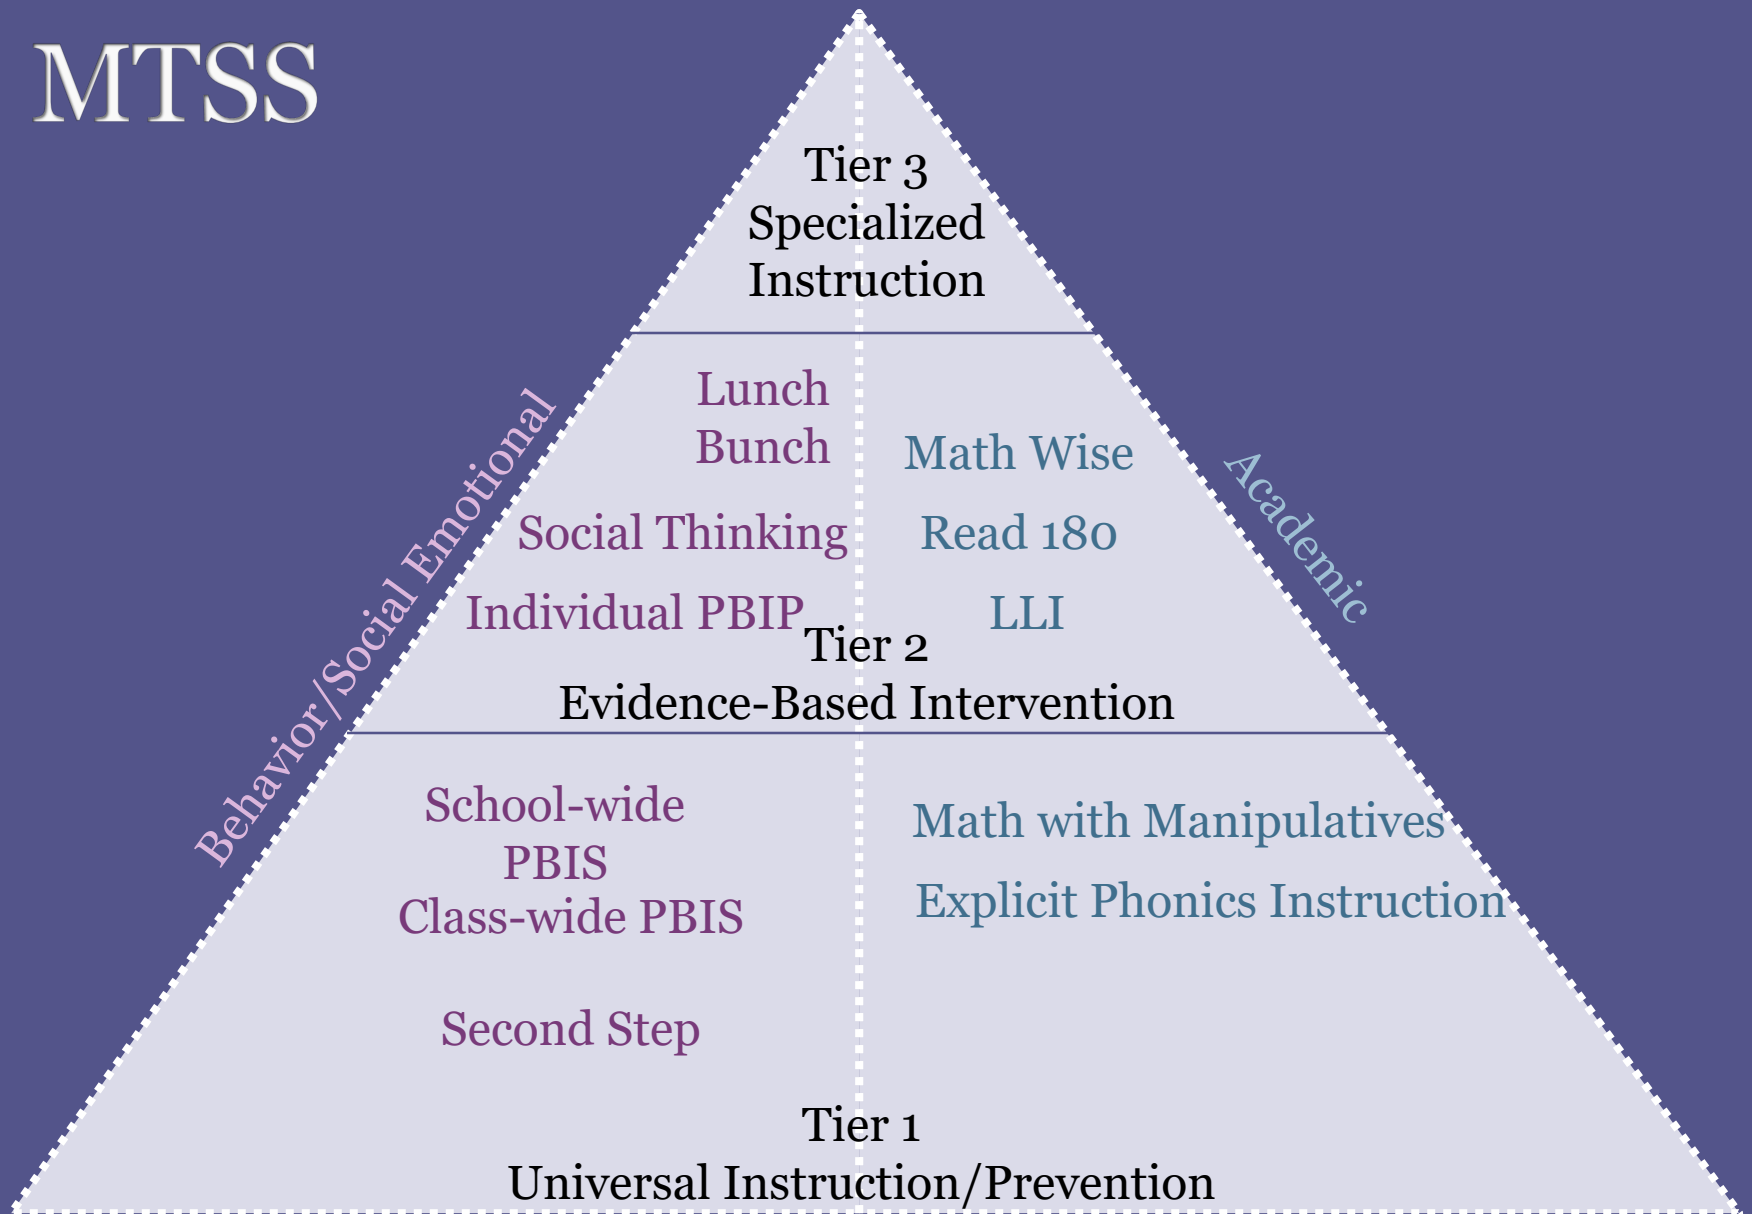 MTSS
Tier 3
Specialized
Instruction
Behavior/Social Emotional
Academic
Lunch
Bunch
Social Thinking
Individual PBIP
Math Wise
Read 180
LLI
Tier 2
Evidence-Based Intervention
School-wide
PBIS
Class-wide PBIS
Second Step
Math with Manipulatives
Explicit Phonics Instruction
Tier 1
Universal Instruction/Prevention